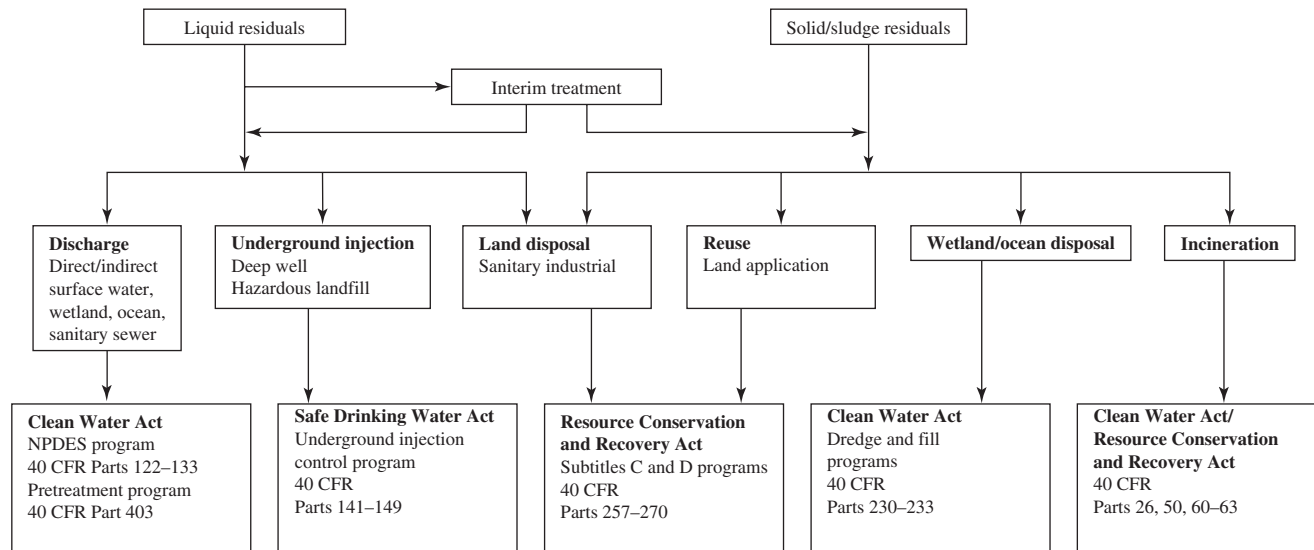 Liquid residuals
Solid/sludge residuals
Interim treatment
Discharge
Direct/indirect
surface water,
wetland, ocean,
sanitary sewer
Underground injection
Deep well
Hazardous landfill
Land disposal
Sanitary industrial
Reuse
Land application
Wetland/ocean disposal
Incineration
Clean Water Act
NPDES program
40 CFR Parts 122–133
Pretreatment program
40 CFR Part 403
Safe Drinking Water Act
Underground injection
control program
40 CFR
Parts 141–149
Resource Conservation
and Recovery Act
Subtitles C and D programs
40 CFR
Parts 257–270
Clean Water Act
Dredge and fill
programs
40 CFR
Parts 230–233
Clean Water Act/
Resource Conservation
and Recovery Act
40 CFR
Parts 26, 50, 60–63